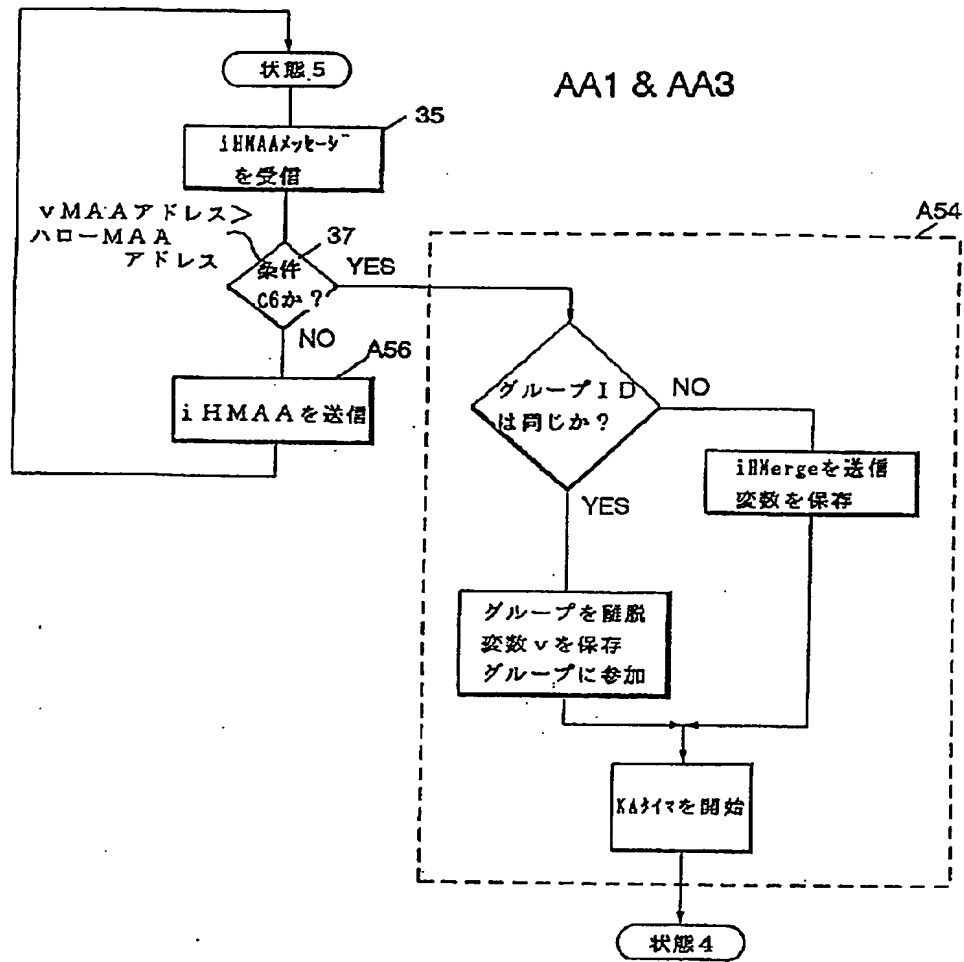 状態5
AA1 & AA3
35
iHMAAメッセージ
を受信
vMAAアドレス>
ハローMAA
アドレス
37
条件
C6か?
YES
NO
A54
A56
iHMAAを送信
グループID
は同じか?
NO
YES
iHMergeを送信
変数を保存
グループを離脱
変数vを保存
グループに参加
KAタイマを開始
状態4